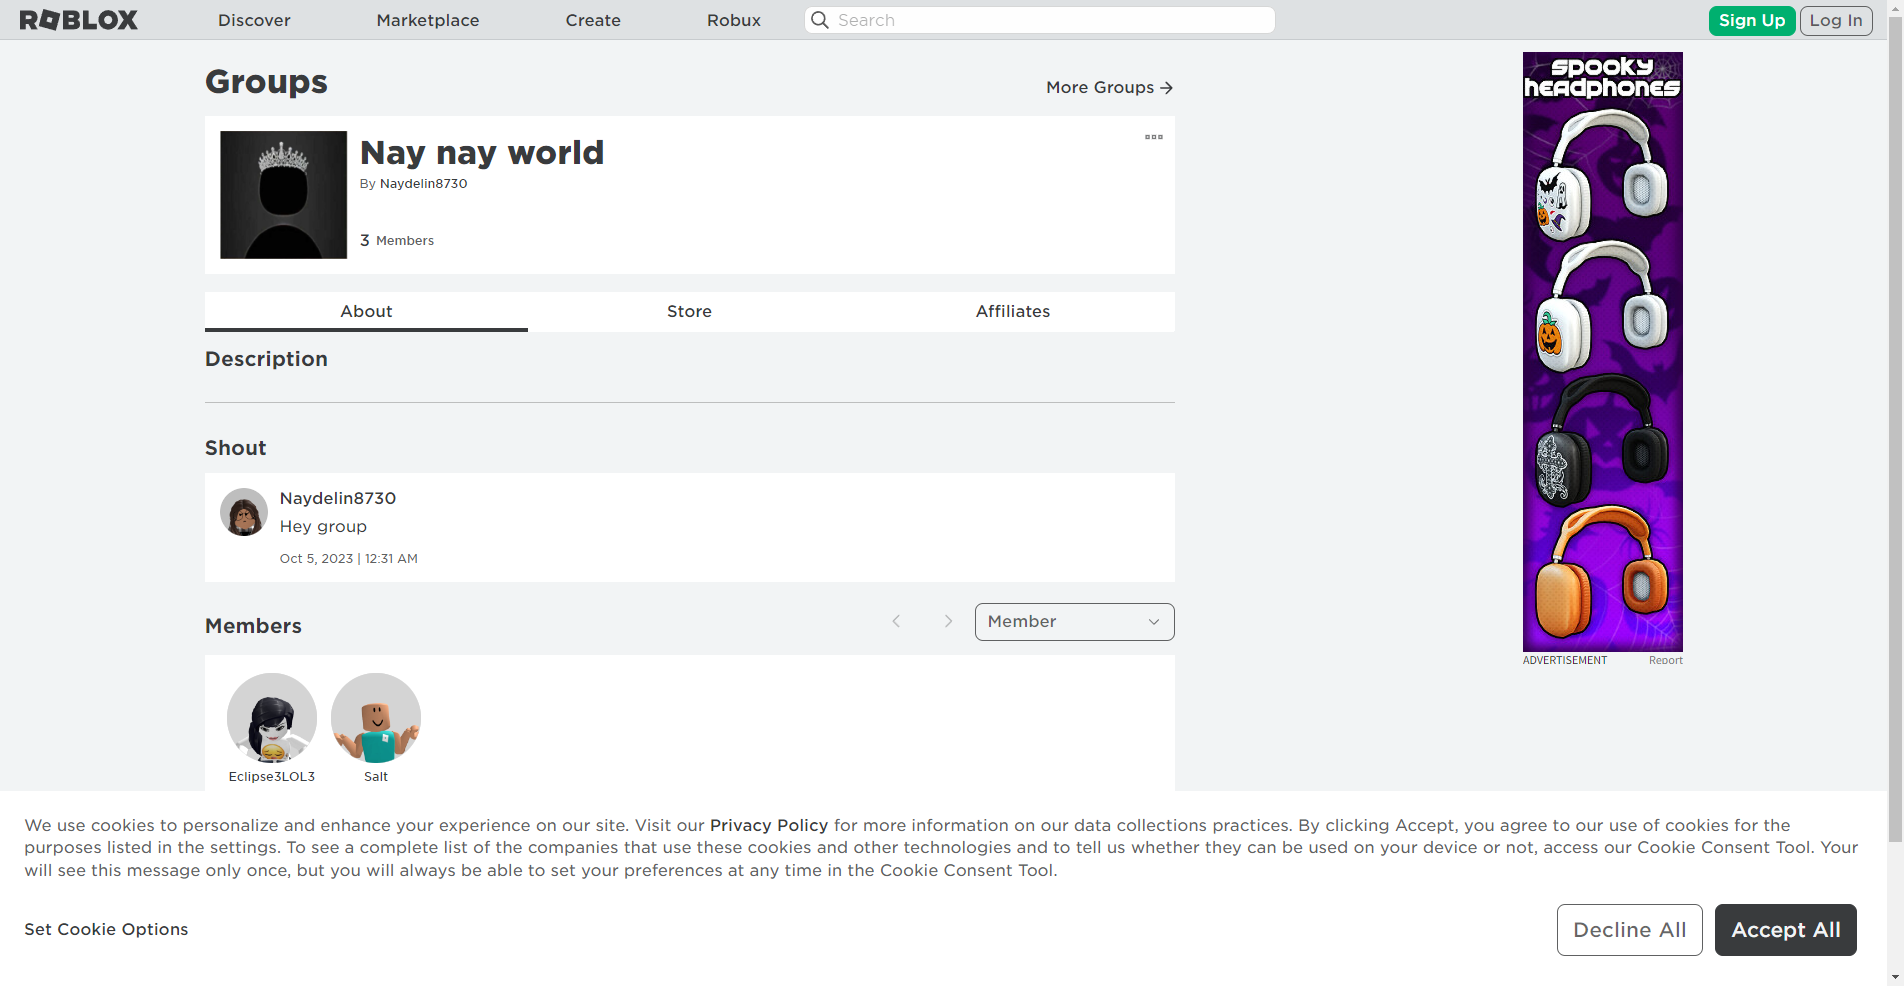 ROBLOX Discover Marketplace Create Robux Search Sign Up Log In
Groups
More Groups
Nay nay world
By Naydelin8730
3 Members
About Store Affiliates
Description
Shout
Naydelin8730
Hey group
Oct 5, 2023 | 12:31 AM
Members
Member
Eclipse3LOL3 Salt
spooky
headphones
ADVERTISEMENT Report
We use cookies to personalize and enhance your experience on our site. Visit our Privacy Policy for more information on our data collections practices. By clicking Accept, you agree to our use of cookies for the
purposes listed in the settings. To see a complete list of the companies that use these cookies and other technologies and to tell us whether they can be used on your device or not, access our Cookie Consent Tool. Your
will see this message only once, but you will always be able to set your preferences at any time in the Cookie Consent Tool.
Set Cookie Options
Decline All
Accept All